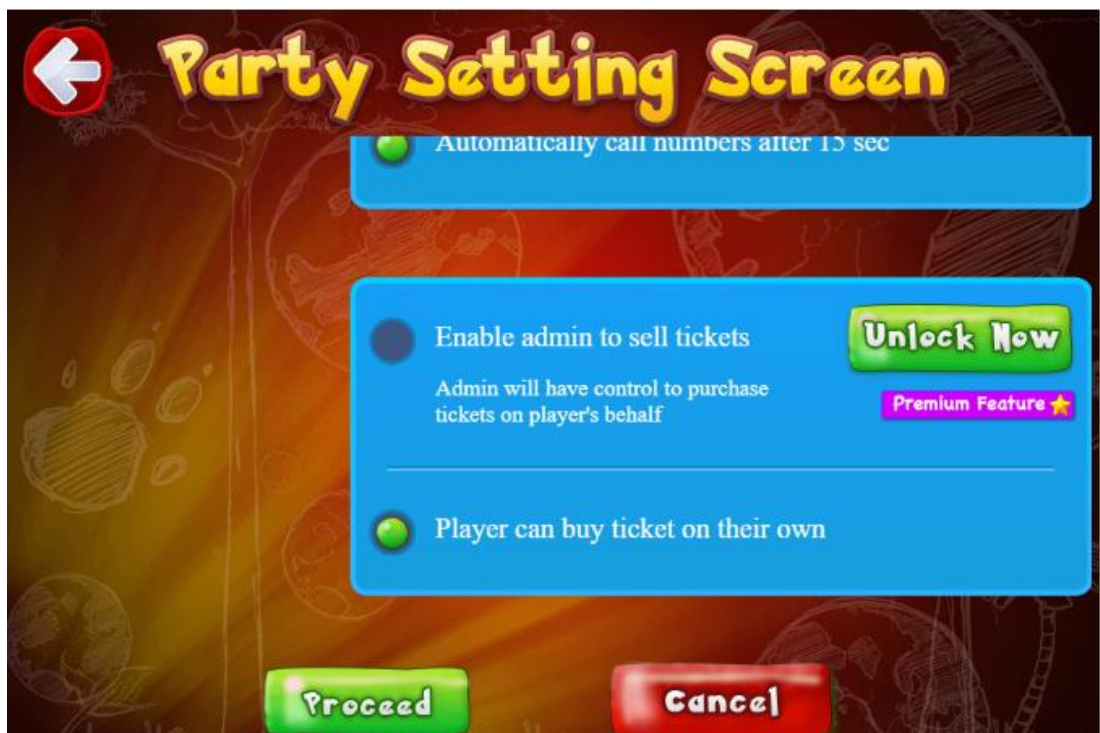 Party Setting Screen
Automatically call numbers after 15 sec
Enable admin to sell tickets
Unlock Now
Admin will have control to purchase
tickets on player's behalf
Premium Feature
Player can buy ticket on their own
Proceed
Cancel